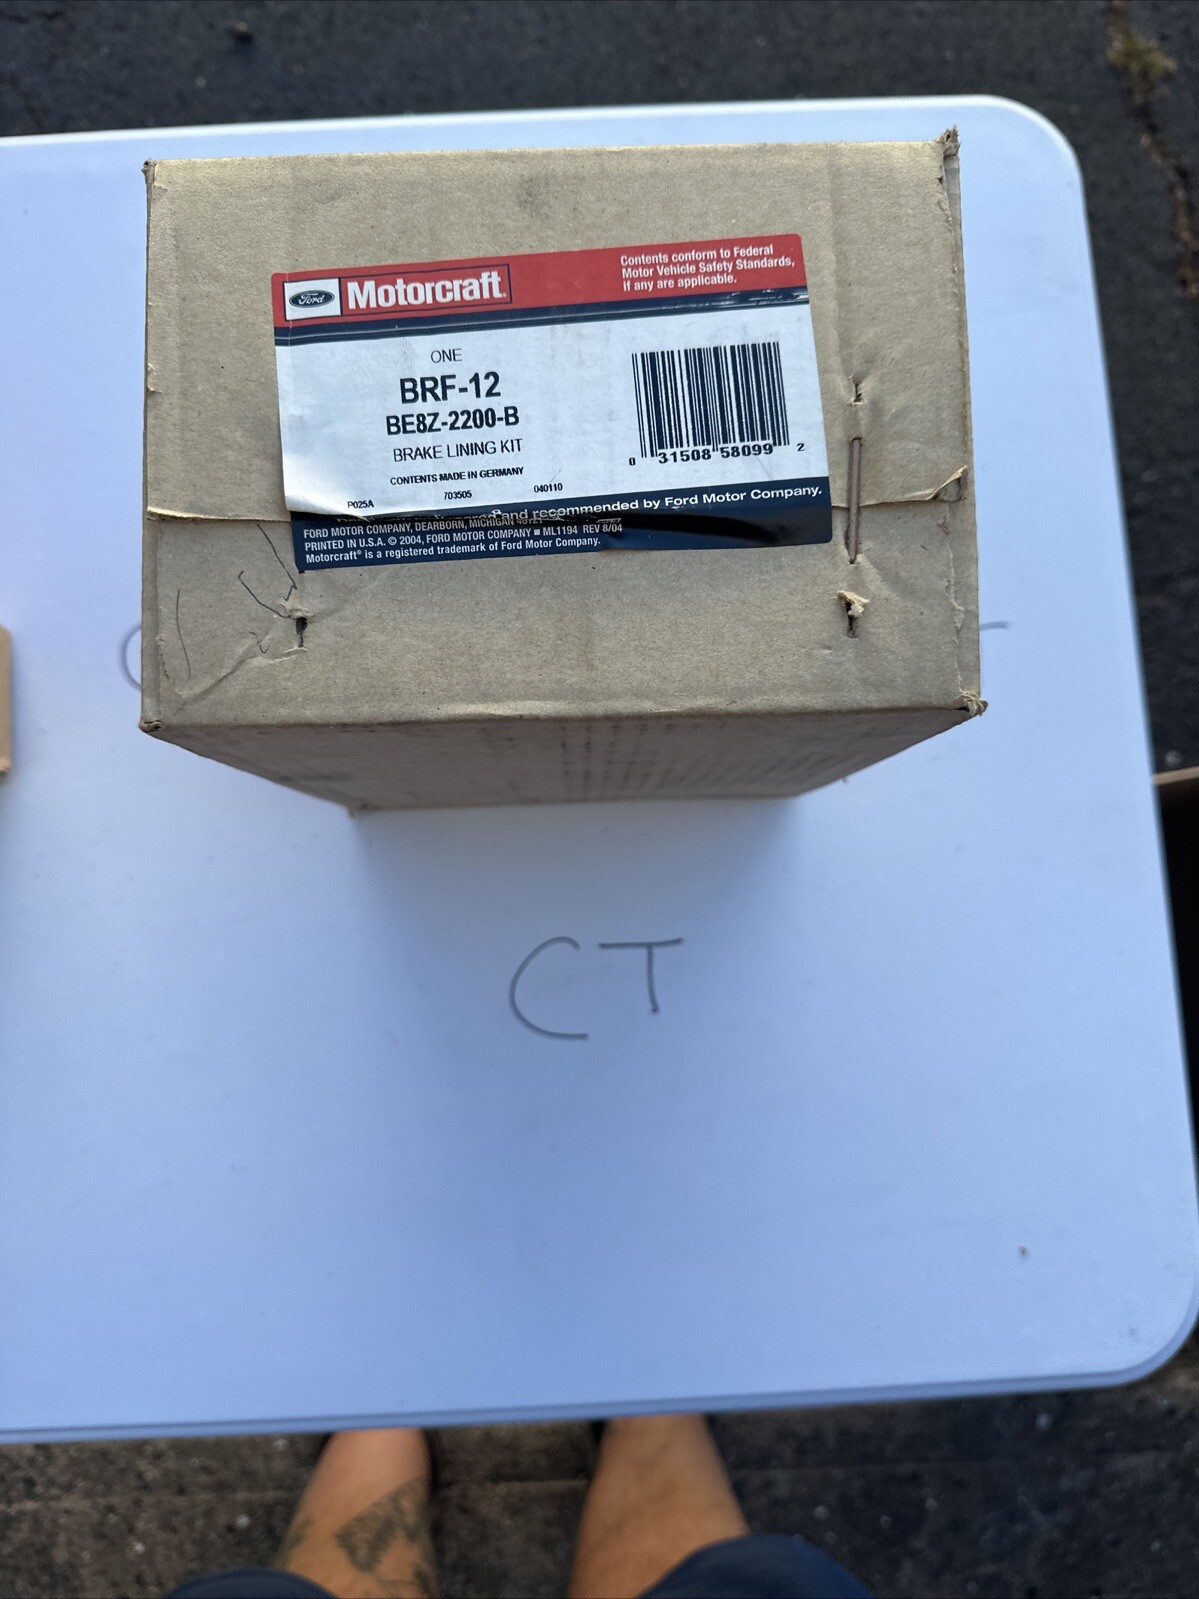 Ford
Motorcraft
Contents conform to Federal
Motor Vehicle Safety Standards,
if any are applicable.
ONE
BRF-12
BE8Z-2200-B
BRAKE LINING KIT
CONTENTS MADE IN GERMANY
P025A 703505 040110
0 31508 58099 2
and recommended by Ford Motor Company.
FORD MOTOR COMPANY, DEARBORN, MICHIGAN
PRINTED IN U.S.A. © 2004, FORD MOTOR COMPANY ■ ML1194 REV 8/04
Motorcraft® is a registered trademark of Ford Motor Company.
CT